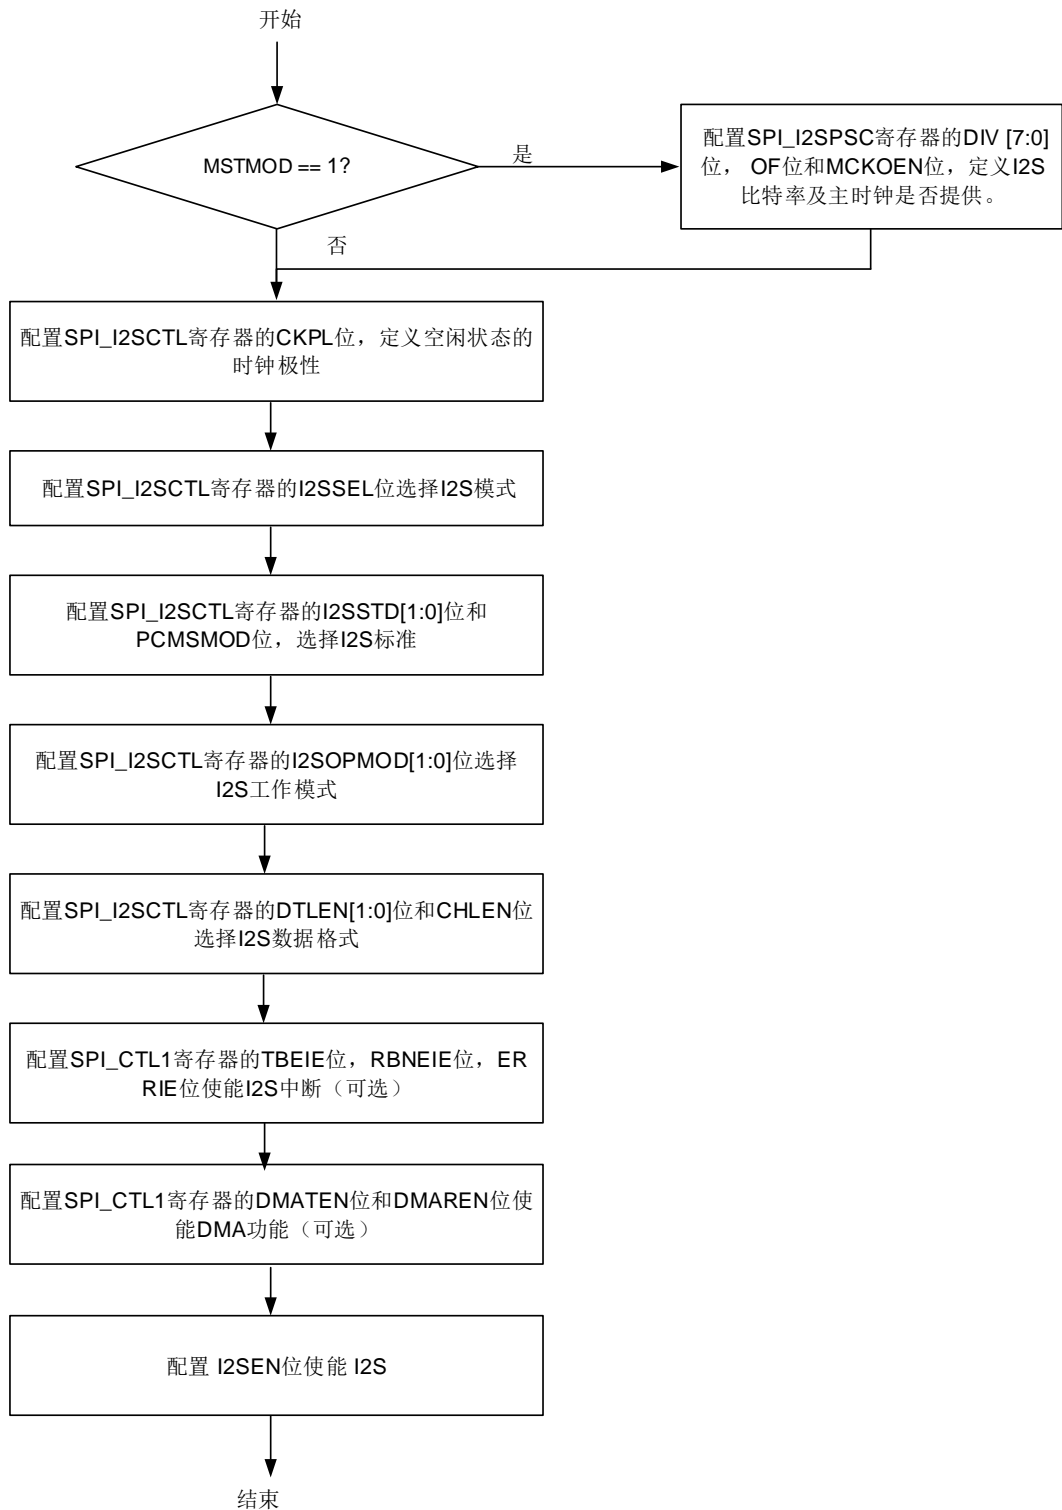 开始
MSTMOD == 1?
是
配置SPI_I2SPSC寄存器的DIV [7:0]
位， OF位和MCKOEN位，定义I2S
比特率及主时钟是否提供。
否
配置SPI_I2SCTL寄存器的CKPL位，定义空闲状态的
时钟极性
配置SPI_I2SCTL寄存器的I2SSEL位选择I2S模式
配置SPI_I2SCTL寄存器的I2SSTD[1:0]位和
PCMSMOD位，选择I2S标准
配置SPI_I2SCTL寄存器的I2SOPMOD[1:0]位选择
I2S工作模式
配置SPI_I2SCTL寄存器的DTLEN[1:0]位和CHLEN位
选择I2S数据格式
配置SPI_CTL1寄存器的TBEIE位，RBNEIE位，ER
RIE位使能I2S中断（可选）
配置SPI_CTL1寄存器的DMATEN位和DMAREN位使
能DMA功能（可选）
配置 I2SEN位使能 I2S
结束